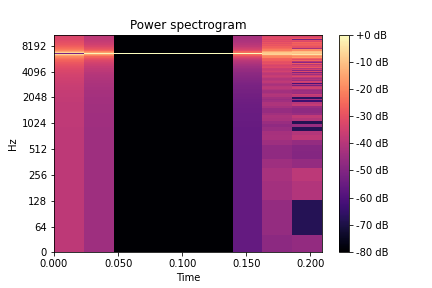 Power spectrogram
8192
4096
2048
1024
512
256
128
64
0
Hz
0.000 0.050 0.100 0.150 0.200
Time
+0 dB
-10 dB
-20 dB
-30 dB
-40 dB
-50 dB
-60 dB
-70 dB
-80 dB